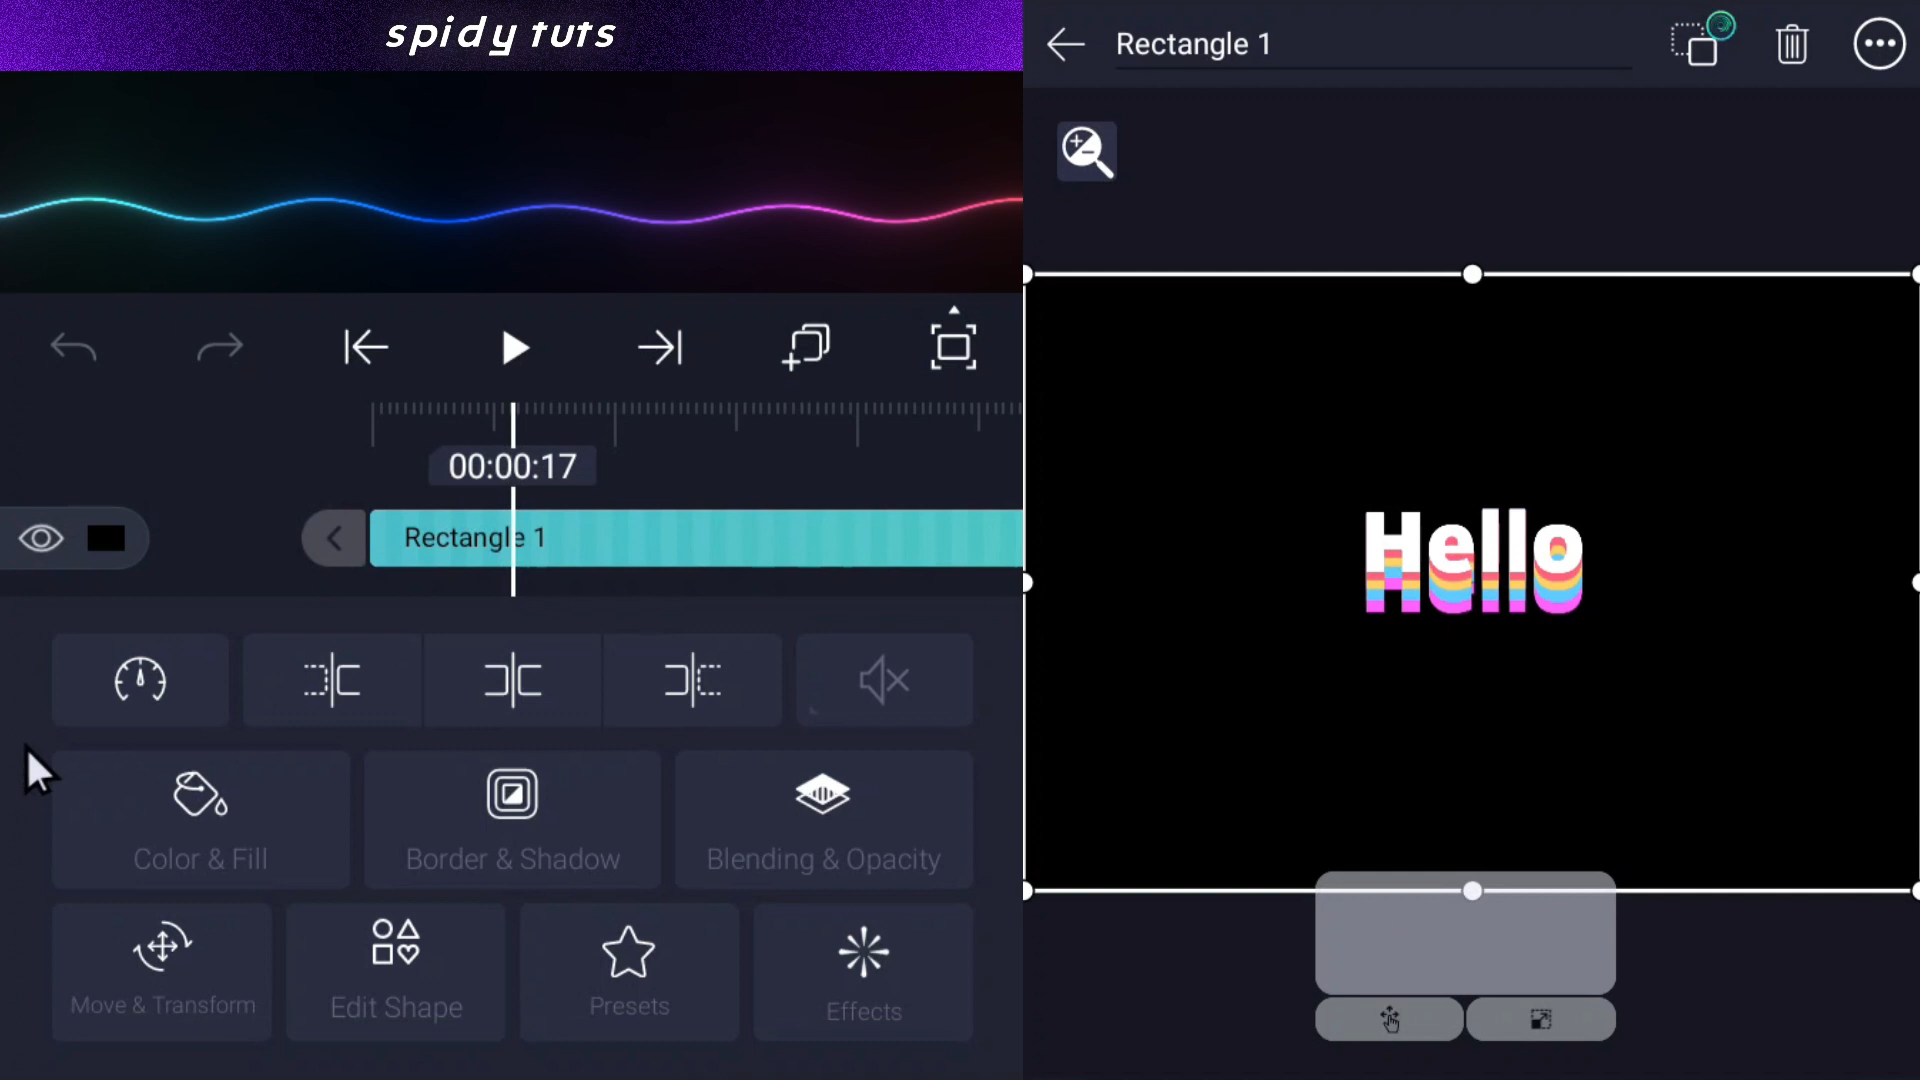 spidy tuts
Rectangle 1
00:00:17
Rectangle 1
Hello
Color & Fill
Border & Shadow
Blending & Opacity
Move & Transform
Edit Shape
Presets
Effects